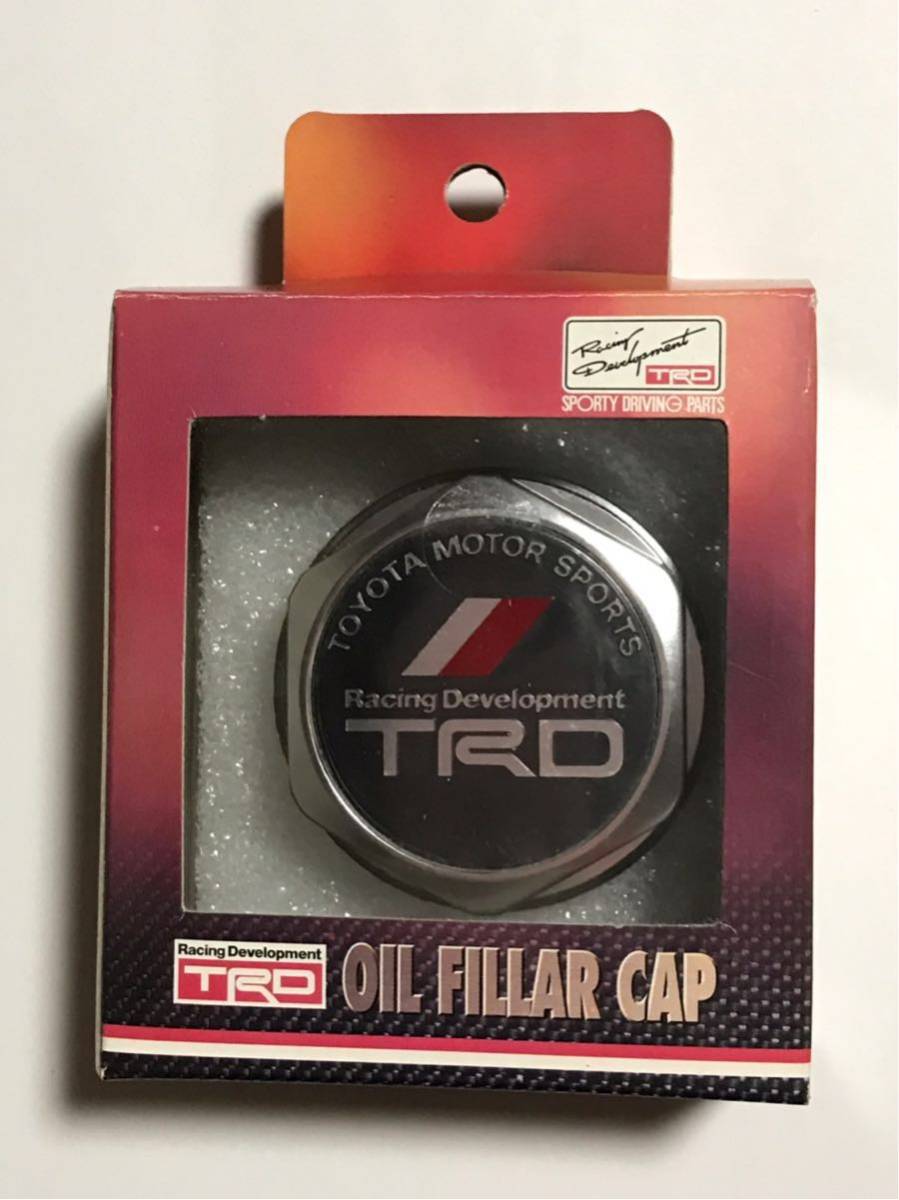 Racing
Development
TRD
SPORTY DRIVING PARTS
TOYOTA MOTOR SPORTS
Racing Development
TRD
Racing Development
TRD
OIL FILLAR CAP